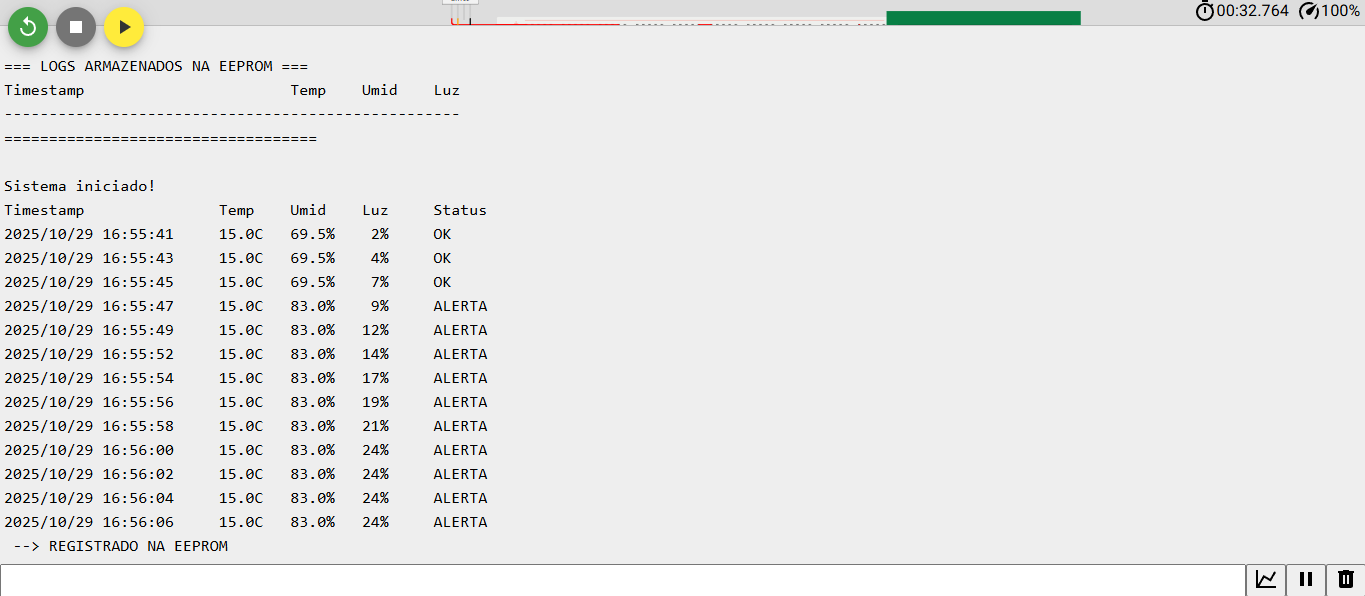 00:32.764 100%
=== LOGS ARMAZENADOS NA EEPROM ===
Timestamp Temp Umid Luz
---------------------------------------------------
===================================
Sistema iniciado!
Timestamp Temp Umid Luz Status
2025/10/29 16:55:41 15.0C 69.5% 2% OK
2025/10/29 16:55:43 15.0C 69.5% 4% OK
2025/10/29 16:55:45 15.0C 69.5% 7% OK
2025/10/29 16:55:47 15.0C 83.0% 9% ALERTA
2025/10/29 16:55:49 15.0C 83.0% 12% ALERTA
2025/10/29 16:55:52 15.0C 83.0% 14% ALERTA
2025/10/29 16:55:54 15.0C 83.0% 17% ALERTA
2025/10/29 16:55:56 15.0C 83.0% 19% ALERTA
2025/10/29 16:55:58 15.0C 83.0% 21% ALERTA
2025/10/29 16:56:00 15.0C 83.0% 24% ALERTA
2025/10/29 16:56:02 15.0C 83.0% 24% ALERTA
2025/10/29 16:56:04 15.0C 83.0% 24% ALERTA
2025/10/29 16:56:06 15.0C 83.0% 24% ALERTA
--> REGISTRADO NA EEPROM